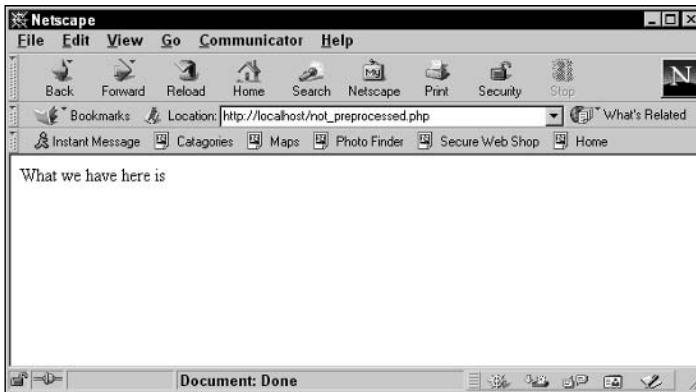 Netscape
File Edit View Go Communicator Help
N
Back Forward Reload Home Search Netscape Print Security Stop
Bookmarks Location: http://localhost/not_preprocessed.php What's Related
Instant Message Catagories Maps Photo Finder Secure Web Shop Home
What we have here is
Document: Done